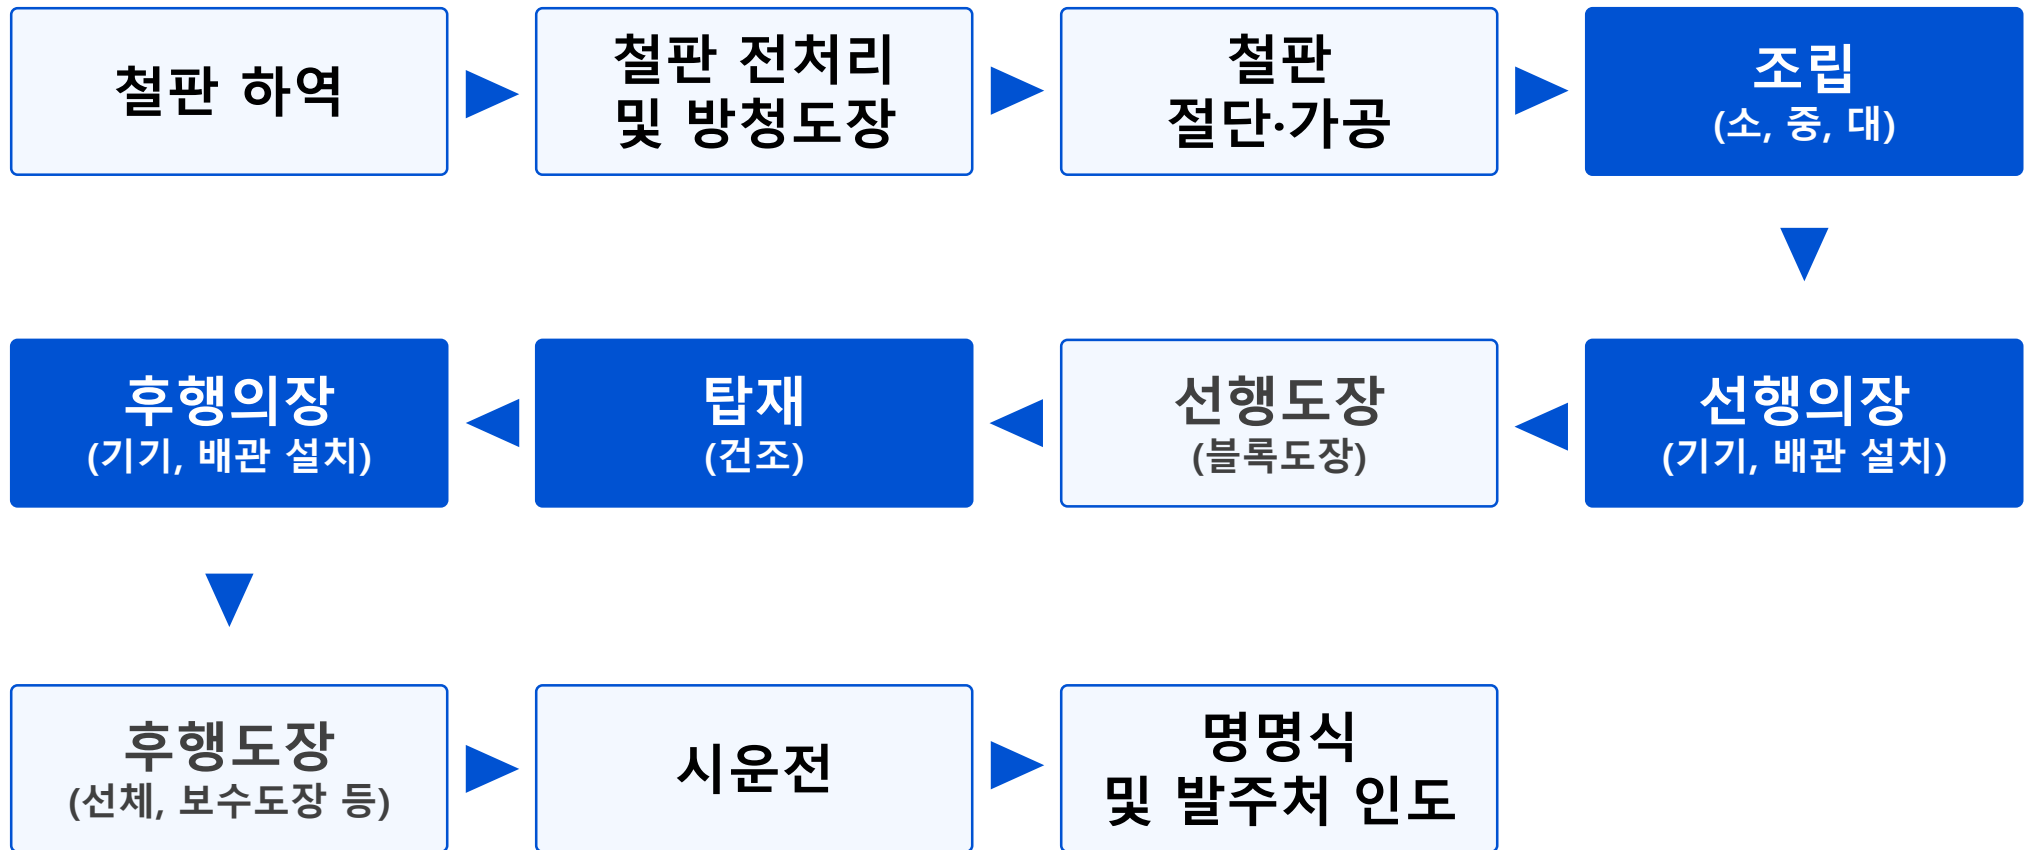 철판 하역
철판 전처리
및 방청도장
철판
절단·가공
조립
(소, 중, 대)
선행의장
(기기, 배관 설치)
선행도장
(블록도장)
탑재
(건조)
후행의장
(기기, 배관 설치)
후행도장
(선체, 보수도장 등)
시운전
명명식
및 발주처 인도